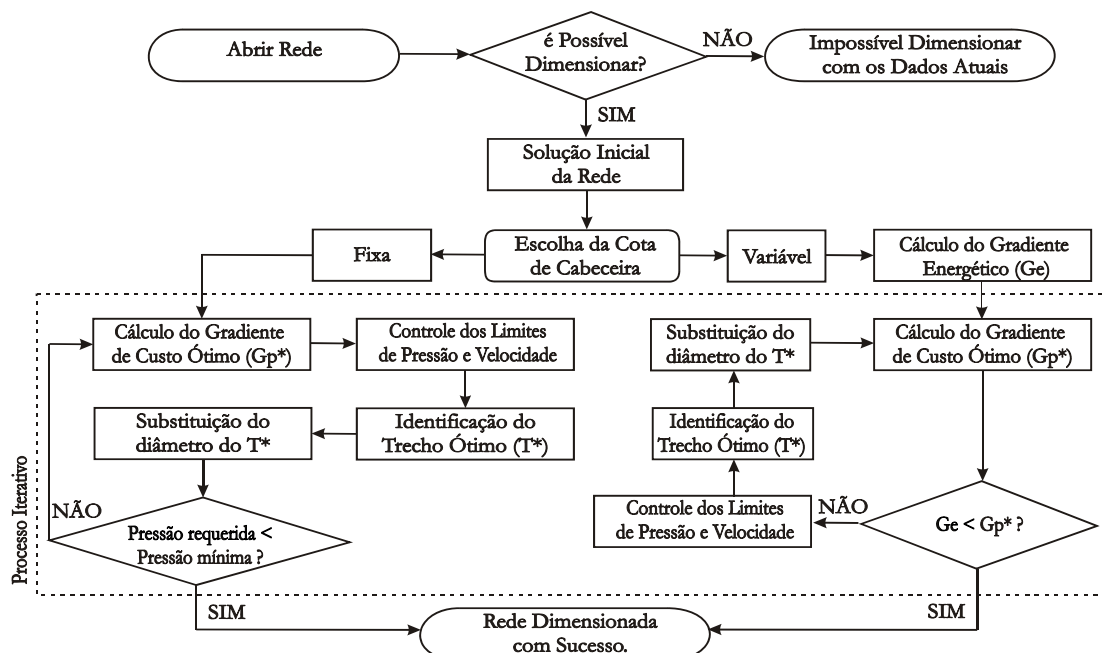 Abrir Rede
é Possível
Dimensionar?
NÃO
Impossível Dimensionar
com os Dados Atuais
SIM
Solução Inicial
da Rede
Fixa
Escolha da Cota
de Cabeceira
Variável
Cálculo do Gradiente
Energético (Ge)
Cálculo do Gradiente
de Custo Ótimo (Gp*)
Controle dos Limites
de Pressão e Velocidade
Substituição do
diâmetro do T*
Cálculo do Gradiente
de Custo Ótimo (Gp*)
Substituição do
diâmetro do T*
Identificação do
Trecho Ótimo (T*)
Identificação do
Trecho Ótimo (T*)
Processo Iterativo
NÃO
Pressão requerida <
Pressão mínima ?
Controle dos Limites
de Pressão e Velocidade
NÃO
Ge < Gp* ?
SIM
SIM
Rede Dimensionada
com Sucesso.